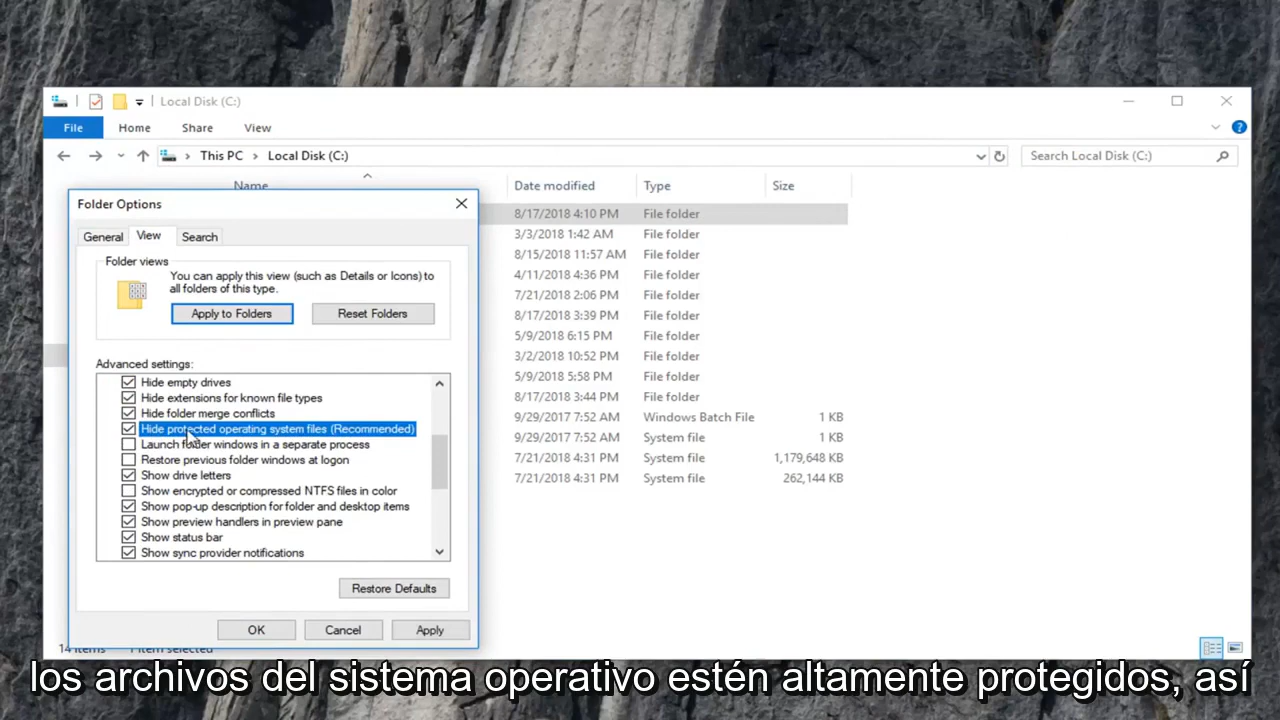 Local Disk (C:)
File Home Share View
This PC Local Disk (C:)
Search Local Disk (C:)
Name Date modified Type Size
Folder Options
General View Search
Folder views
You can apply this view (such as Details or Icons) to
all folders of this type.
Apply to Folders Reset Folders
Advanced settings:
Hide empty drives
Hide extensions for known file types
Hide folder merge conflicts
Hide protected operating system files (Recommended)
Launch folder windows in a separate process
Restore previous folder windows at logon
Show drive letters
Show encrypted or compressed NTFS files in color
Show pop-up description for folder and desktop items
Show preview handlers in preview pane
Show status bar
Show sync provider notifications
Restore Defaults
OK Cancel Apply
8/17/2018 4:10 PM File folder
3/3/2018 1:42 AM File folder
8/15/2018 11:57 AM File folder
4/11/2018 4:36 PM File folder
7/21/2018 2:06 PM File folder
8/17/2018 3:39 PM File folder
5/9/2018 6:15 PM File folder
3/2/2018 10:52 PM File folder
5/9/2018 5:58 PM File folder
8/17/2018 3:44 PM File folder
9/29/2017 7:52 AM Windows Batch File 1 KB
9/29/2017 7:52 AM System file 1 KB
7/21/2018 4:31 PM System file 1,179,648 KB
7/21/2018 4:31 PM System file 262,144 KB
14 items 1 item selected
los archivos del sistema operativo estén altamente protegidos, así